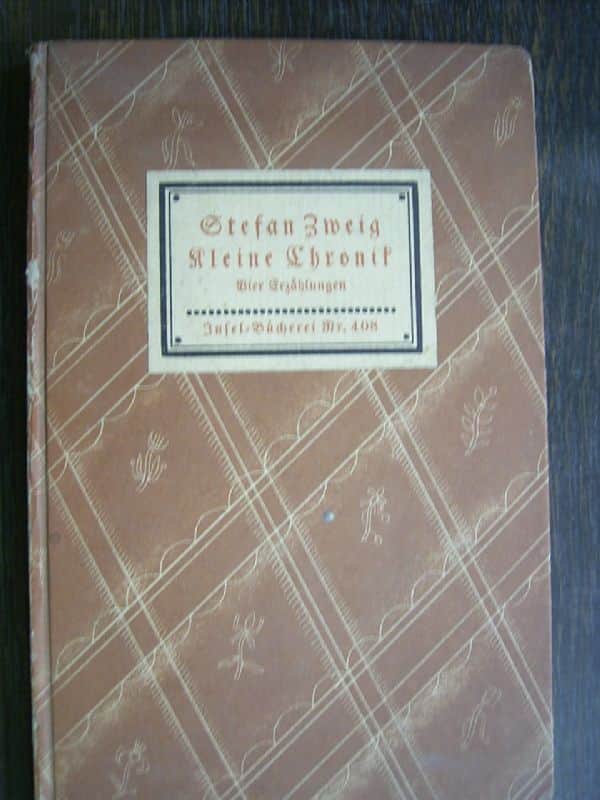 Stefan Zweig
Kleine Chronik
Vier Erzählungen
Insel-Bücherei Nr. 408